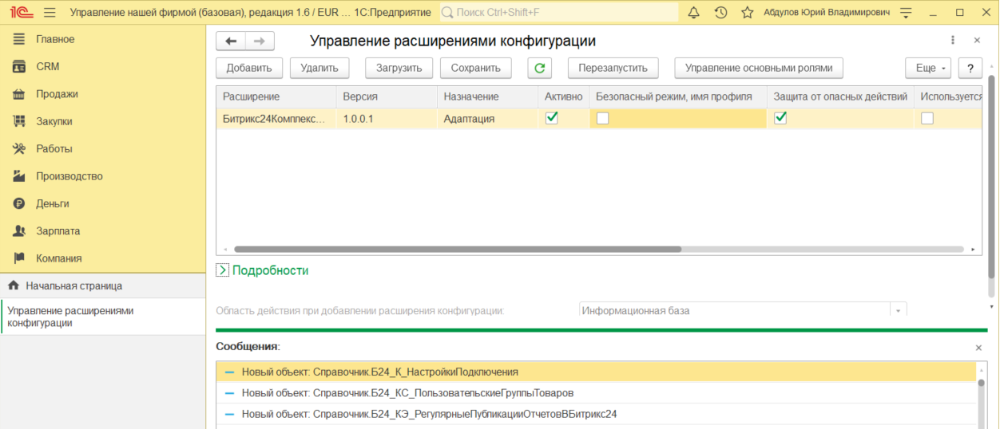 1С Управление нашей фирмой (базовая), редакция 1.6 / EUR ... 1С:Предприятие Поиск Ctrl+Shift+F Абдулов Юрий Владимирович
Главное
CRM
Продажи
Закупки
Работы
Производство
Деньги
Зарплата
Компания
Начальная страница
Управление расширениями
конфигурации
Управление расширениями конфигурации
Добавить Удалить Загрузить Сохранить Перезапустить Управление основными ролями Еще ?
Расширение Версия Назначение Активно Безопасный режим, имя профиля Защита от опасных действий Используется
Битрикс24Комплекс... 1.0.0.1 Адаптация
Подробности
Область действия при добавлении расширения конфигурации: Информационная база
Сообщения:
Новый объект: Справочник.Б24_К_НастройкиПодключения
Новый объект: Справочник.Б24_КС_ПользовательскиеГруппыТоваров
Новый объект: Справочник.Б24_КЭ_РегулярныеПубликацииОтчетовВБитрикс24